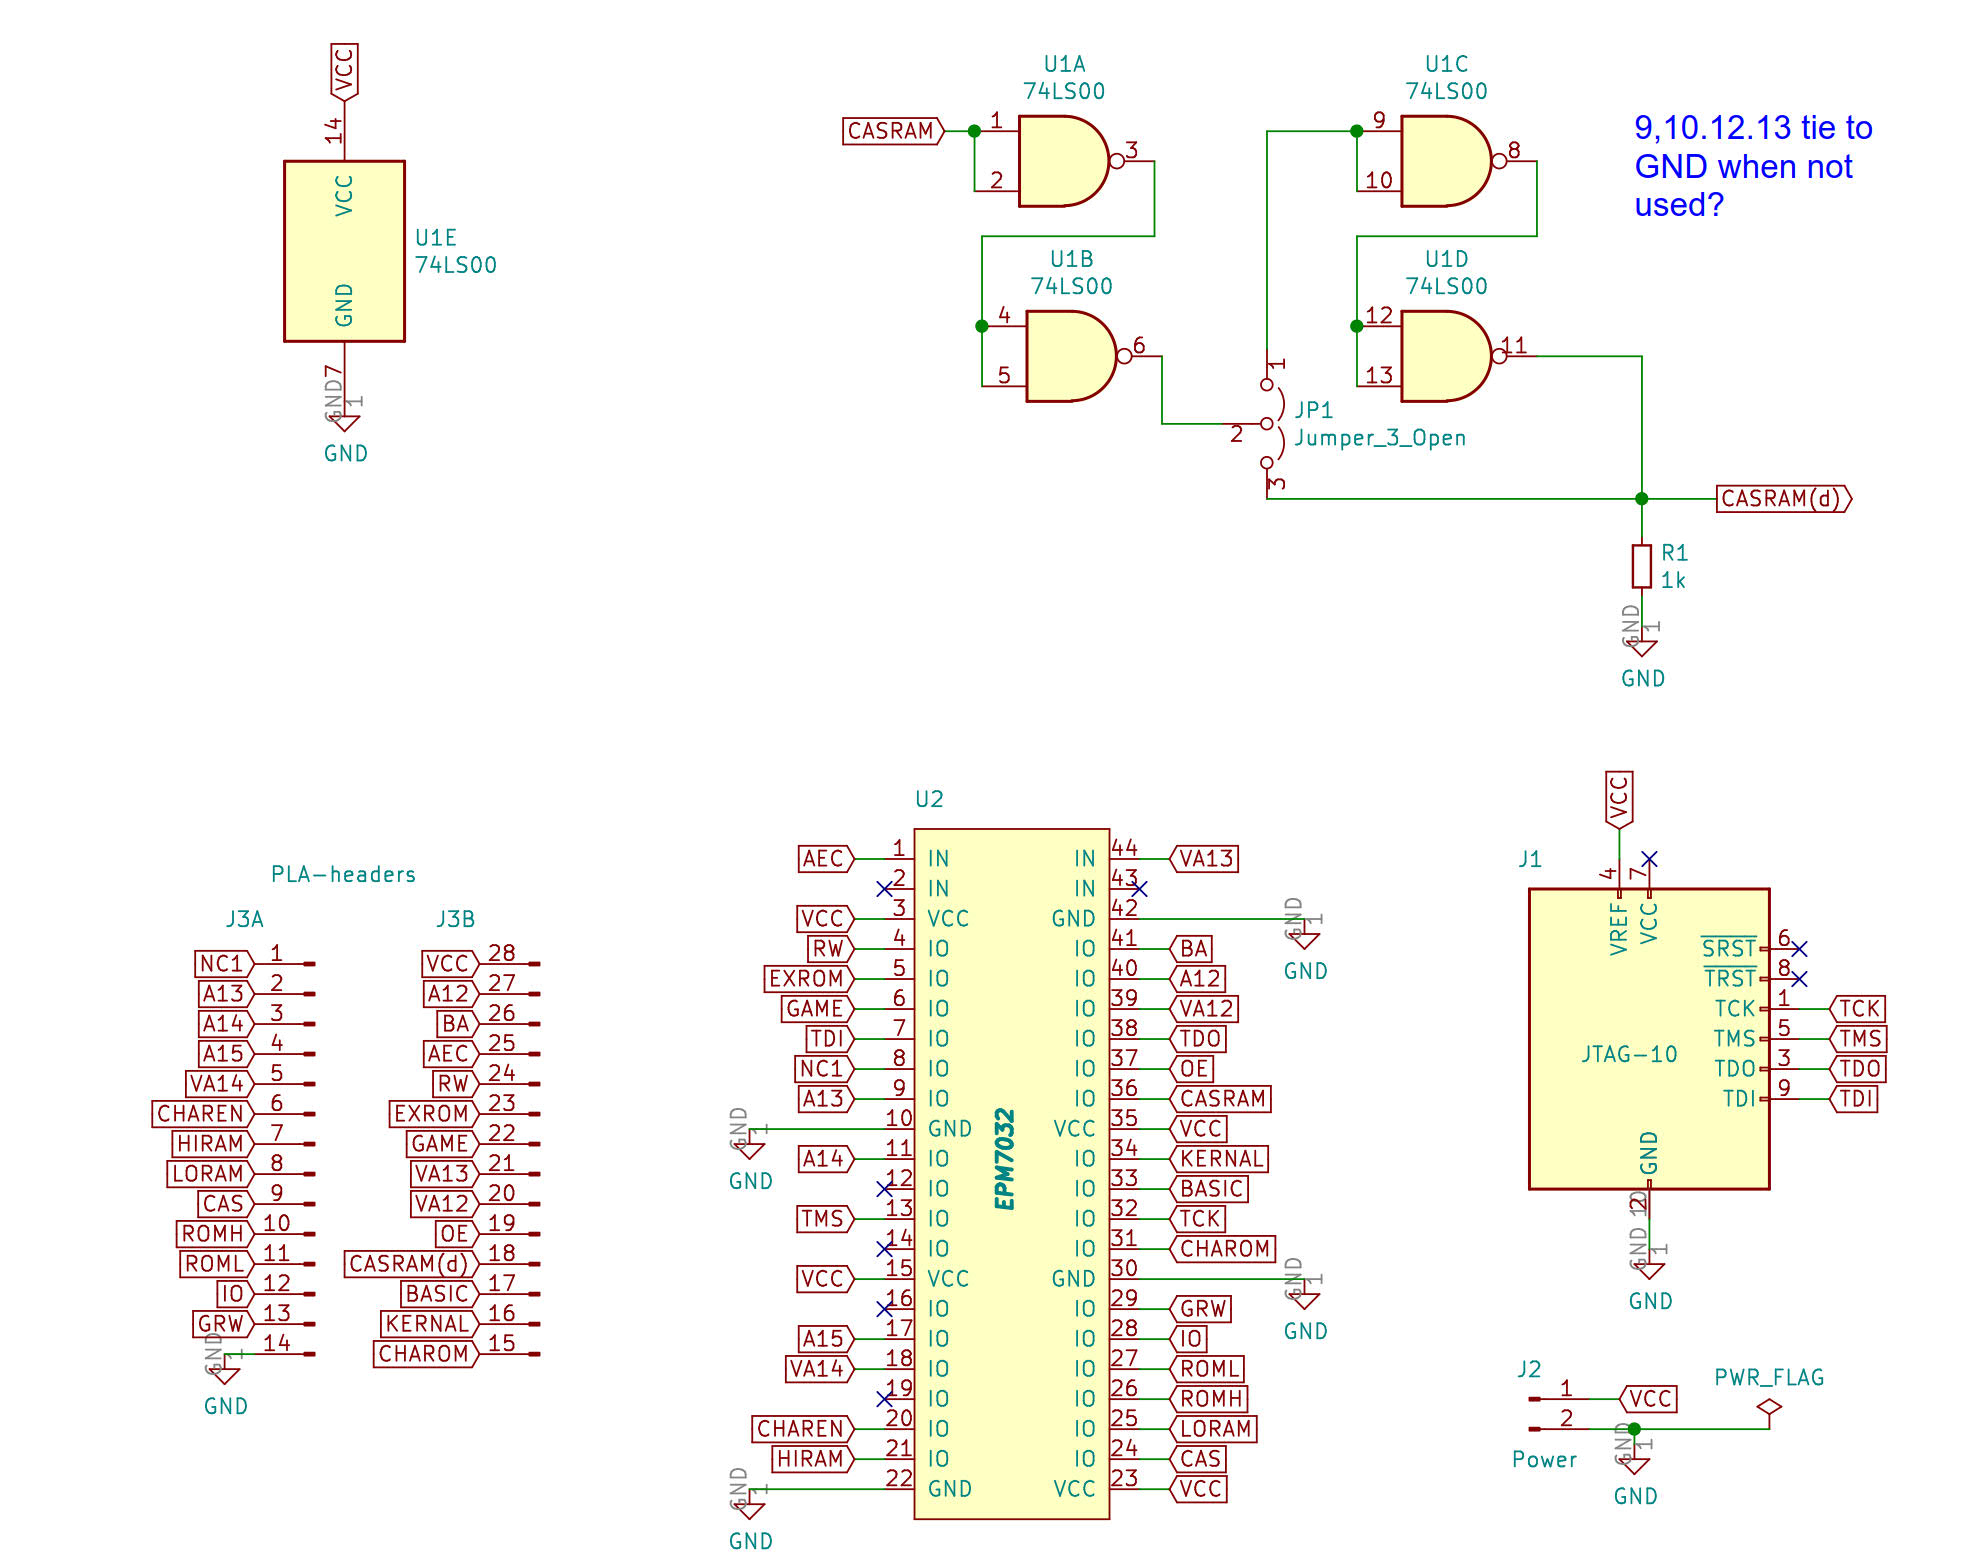 VCC
14
VCC
GND
U1E
74LS00
7
GND
1
GND
U1A
74LS00
CASRAM
1
2
3
U1B
74LS00
4
5
6
U1C
74LS00
9
10
8
U1D
74LS00
12
13
11
9,10.12.13 tie to
GND when not
used?
1
2
3
JP1
Jumper_3_Open
CASRAM(d)
R1
1k
GND
1
GND
PLA-headers
J3A
NC1 1
A13 2
A14 3
A15 4
VA14 5
CHAREN 6
HIRAM 7
LORAM 8
CAS 9
ROMH 10
ROML 11
IO 12
GRW 13
14
GND
1
GND
J3B
VCC 28
A12 27
BA 26
AEC 25
RW 24
EXROM 23
GAME 22
VA13 21
VA12 20
OE 19
CASRAM(d) 18
BASIC 17
KERNAL 16
CHAROM 15
U2
EPM7032
AEC 1 IN
2 IN
VCC 3 VCC
RW 4 IO
EXROM 5 IO
GAME 6 IO
TDI 7 IO
NC1 8 IO
A13 9 IO
GND 1 10 GND
GND
A14 11 IO
12 IO
TMS 13 IO
14 IO
VCC 15 VCC
16 IO
A15 17 IO
VA14 18 IO
19 IO
CHAREN 20 IO
HIRAM 21 IO
GND 1 22 GND
GND
IN 44 VA13
IN 43
GND 42 GND 1
GND
IO 41 BA
IO 40 A12
IO 39 VA12
IO 38 TDO
IO 37 OE
IO 36 CASRAM
VCC 35 VCC
IO 34 KERNAL
IO 33 BASIC
IO 32 TCK
IO 31 CHAROM
GND 30 GND 1
GND
IO 29 GRW
IO 28 IO
IO 27 ROML
IO 26 ROMH
IO 25 LORAM
IO 24 CAS
VCC 23 VCC
VCC
J1
4
7
VREF
VCC
SRST 6
TRST 8
TCK 1 TCK
TMS 5 TMS
JTAG-10
TDO 3 TDO
TDI 9 TDI
GND
2
10
GND
1
GND
J2
1 VCC
2
Power
GND
1
GND
PWR_FLAG